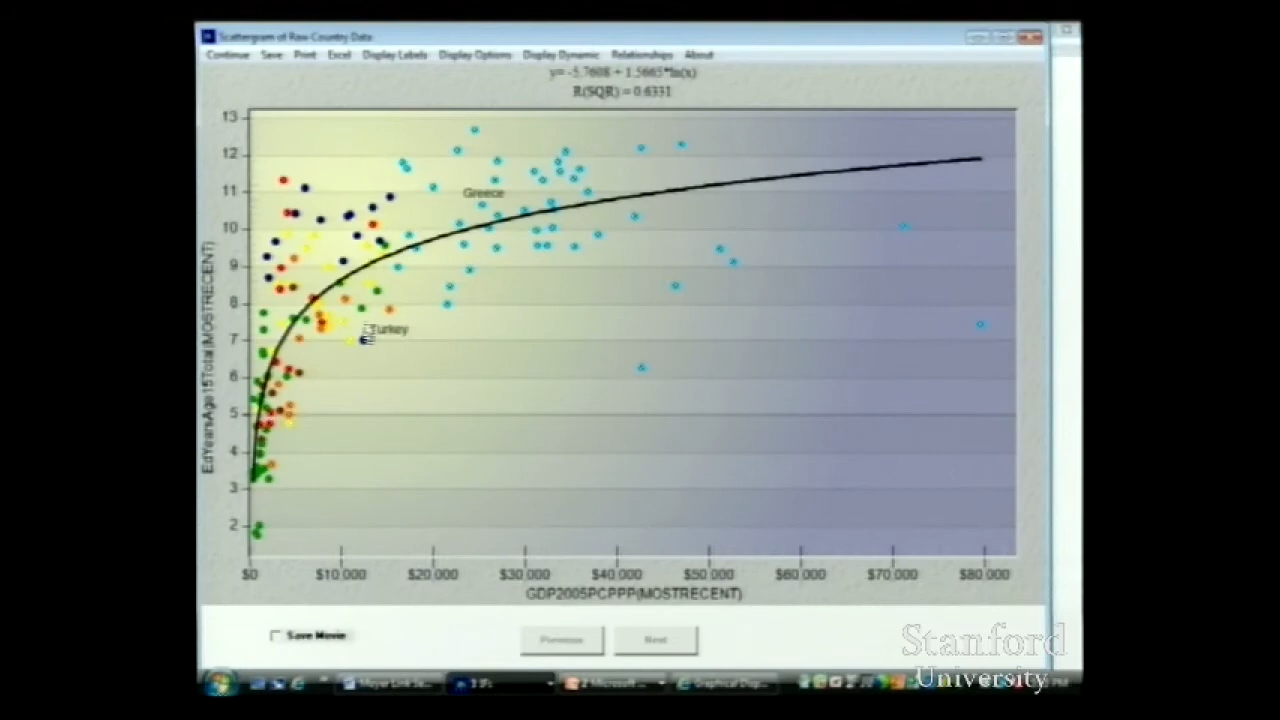 Scattergram of Raw Country Data
Continue Save Print Excel Display Labels Display Options Display Dynamic Relationships About
y= -5.7608 + 1.5665*ln(x)
R(SQR) = 0.6331
13
12
11
10
9
8
7
6
5
4
3
2
EdYearsAge15Total(MOSTRECENT)
Greece
Turkey
$0 $10 000 $20 000 $30 000 $40 000 $50 000 $60 000 $70 000 $80 000
GDP2005PCPPP(MOSTRECENT)
Save Movie
Previous Next
Stanford
University
2 Microsoft ...
PM